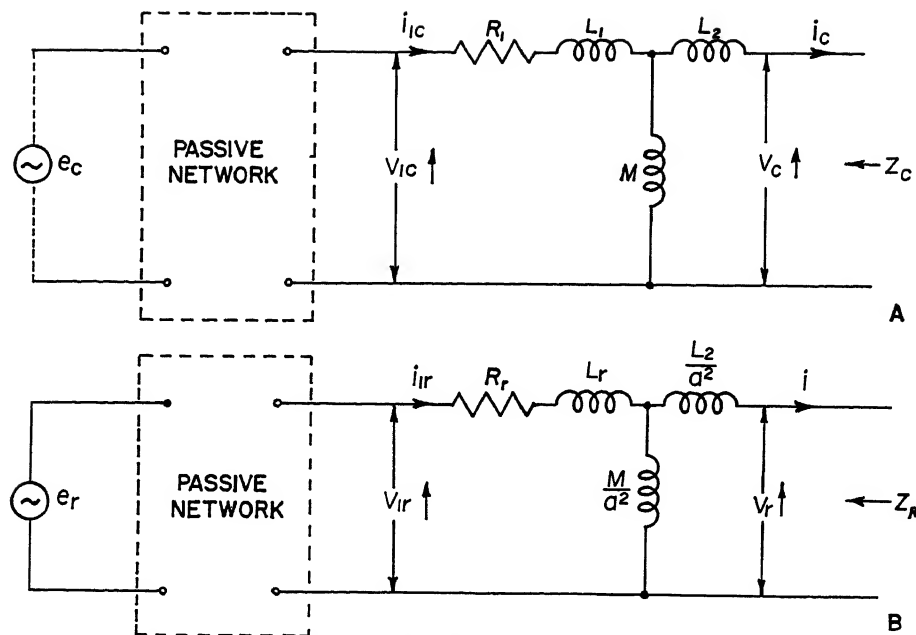 i1c R1 L1 L2 ic
ec PASSIVE NETWORK V1c M Vc Zc
A
i1r Rr Lr L2/a² i
er PASSIVE NETWORK V1r M/a² Vr ZR
B